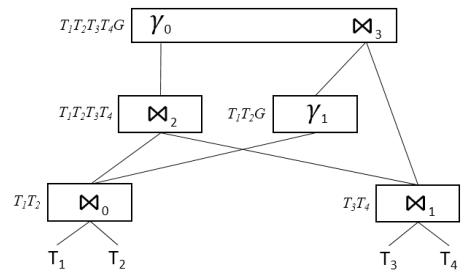 T₁T₂T₃T₄G γ₀ ⋈₃
T₁T₂T₃T₄ ⋈₂ T₁T₂G γ₁
T₁T₂ ⋈₀ T₃T₄ ⋈₁
T₁ T₂ T₃ T₄